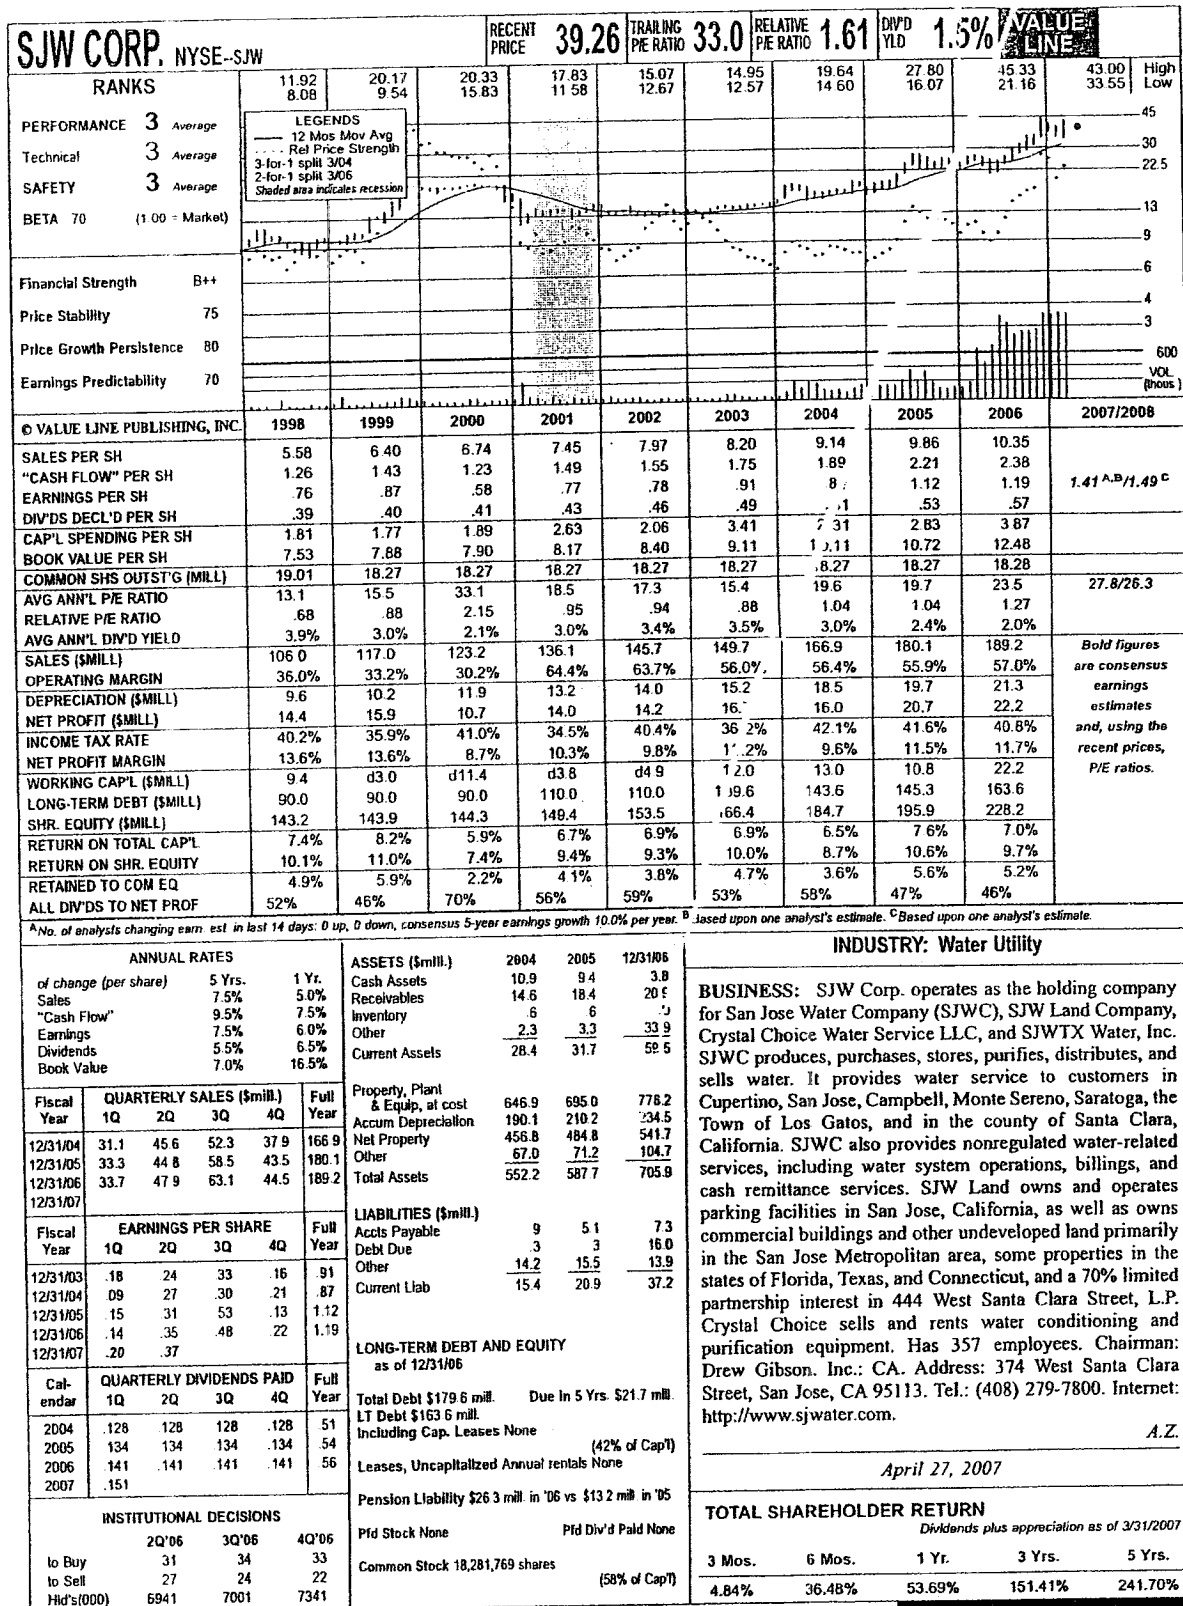 SJW CORP. NYSE--SJW
RECENT PRICE 39.26 TRAILING P/E RATIO 33.0 RELATIVE P/E RATIO 1.61 DIV'D YLD 1.5% VALUE LINE
RANKS
11.92 20.17 20.33 17.83 15.07 14.95 19.64 27.80 45.33 43.00 High
8.08 9.54 15.83 11.58 12.67 12.57 14.60 16.07 21.16 33.55 Low
PERFORMANCE 3 Average
Technical 3 Average
SAFETY 3 Average
BETA 70 (1.00 = Market)
LEGENDS
12 Mos Mov Avg
Rel Price Strength
3-for-1 split 3/04
2-for-1 split 3/06
Shaded area indicates recession
45
30
22.5
13
9
6
4
3
600
VOL.
(thous.)
Financial Strength B++
Price Stability 75
Price Growth Persistence 80
Earnings Predictability 70
© VALUE LINE PUBLISHING, INC. 1998 1999 2000 2001 2002 2003 2004 2005 2006 2007/2008
SALES PER SH 5.58 6.40 6.74 7.45 7.97 8.20 9.14 9.86 10.35
"CASH FLOW" PER SH 1.26 1.43 1.23 1.49 1.55 1.75 1.89 2.21 2.38
EARNINGS PER SH .76 .87 .58 .77 .78 .91 1.12 1.19 1.41 A,B/1.49 C
DIV'DS DECL'D PER SH .39 .40 .41 .43 .46 .49 .53 .57
CAP'L SPENDING PER SH 1.81 1.77 1.89 2.63 2.06 3.41 2.83 3.87
BOOK VALUE PER SH 7.53 7.88 7.90 8.17 8.40 9.11 10.72 12.48
COMMON SHS OUTST'G (MILL) 19.01 18.27 18.27 18.27 18.27 18.27 18.27 18.28
AVG ANN'L P/E RATIO 13.1 15.5 33.1 18.5 17.3 15.4 19.6 19.7 23.5 27.8/26.3
RELATIVE P/E RATIO .68 .88 2.15 .95 .94 .88 1.04 1.04 1.27
AVG ANN'L DIV'D YIELD 3.9% 3.0% 2.1% 3.0% 3.4% 3.5% 3.0% 2.4% 2.0%
SALES ($MILL) 106.0 117.0 123.2 136.1 145.7 149.7 166.9 180.1 189.2 Bold figures
OPERATING MARGIN 36.0% 33.2% 30.2% 64.4% 63.7% 56.0% 56.4% 55.9% 57.0% are consensus
DEPRECIATION ($MILL) 9.6 10.2 11.9 13.2 14.0 15.2 18.5 19.7 21.3 earnings
NET PROFIT ($MILL) 14.4 15.9 10.7 14.0 14.2 16.0 20.7 22.2 estimates
INCOME TAX RATE 40.2% 35.9% 41.0% 34.5% 40.4% 36.2% 42.1% 41.6% 40.8% and, using the
NET PROFIT MARGIN 13.6% 13.6% 8.7% 10.3% 9.8% 9.6% 11.5% 11.7% recent prices,
WORKING CAP'L ($MILL) 9.4 d3.0 d11.4 d3.8 d4.9 12.0 13.0 10.8 22.2 P/E ratios.
LONG-TERM DEBT ($MILL) 90.0 90.0 90.0 110.0 110.0 143.6 145.3 163.6
SHR. EQUITY ($MILL) 143.2 143.9 144.3 149.4 153.5 166.4 184.7 195.9 228.2
RETURN ON TOTAL CAP'L 7.4% 8.2% 5.9% 6.7% 6.9% 6.9% 6.5% 7.6% 7.0%
RETURN ON SHR. EQUITY 10.1% 11.0% 7.4% 9.4% 9.3% 10.0% 8.7% 10.6% 9.7%
RETAINED TO COM EQ 4.9% 5.9% 2.2% 4.1% 3.8% 4.7% 3.6% 5.6% 5.2%
ALL DIV'DS TO NET PROF 52% 46% 70% 56% 59% 53% 58% 47% 46%
A No. of analysts changing earn. est. in last 14 days: 0 up, 0 down, consensus 5-year earnings growth 10.0% per year. B Based upon one analyst's estimate. C Based upon one analyst's estimate.
ANNUAL RATES
of change (per share) 5 Yrs. 1 Yr.
Sales 7.5% 5.0%
"Cash Flow" 9.5% 7.5%
Earnings 7.5% 6.0%
Dividends 5.5% 6.5%
Book Value 7.0% 16.5%
Fiscal Year QUARTERLY SALES ($mill.) Full Year
1Q 2Q 3Q 4Q
12/31/04 31.1 45.6 52.3 37.9 166.9
12/31/05 33.3 44.8 58.5 43.5 180.1
12/31/06 33.7 47.9 63.1 44.5 189.2
12/31/07
Fiscal Year EARNINGS PER SHARE Full Year
1Q 2Q 3Q 4Q
12/31/03 .18 .24 .33 .16 .91
12/31/04 .09 .27 .30 .21 .87
12/31/05 .15 .31 .53 .13 1.12
12/31/06 .14 .35 .48 .22 1.19
12/31/07 .20 .37
Calendar QUARTERLY DIVIDENDS PAID Full Year
1Q 2Q 3Q 4Q
2004 .128 .128 .128 .128 .51
2005 .134 .134 .134 .134 .54
2006 .141 .141 .141 .141 .56
2007 .151
INSTITUTIONAL DECISIONS
2Q'06 3Q'06 4Q'06
to Buy 31 34 33
to Sell 27 24 22
Hld's(000) 6941 7001 7341
ASSETS ($mill.) 2004 2005 12/31/06
Cash Assets 10.9 9.4 3.8
Receivables 14.6 18.4
Inventory .6 .6
Other 2.3 3.3 33.9
Current Assets 28.4 31.7 59.5
Property, Plant
& Equip, at cost 646.9 695.0 778.2
Accum Depreciation 190.1 210.2 234.5
Net Property 456.8 484.8 541.7
Other 67.0 71.2 104.7
Total Assets 552.2 587.7 705.9
LIABILITIES ($mill.)
Accts Payable .9 5.1 7.3
Debt Due .3 .3 16.0
Other 14.2 15.5 13.9
Current Liab 15.4 20.9 37.2
LONG-TERM DEBT AND EQUITY
as of 12/31/06
Total Debt $179.6 mill. Due in 5 Yrs. $21.7 mill.
LT Debt $163.6 mill.
Including Cap. Leases None
(42% of Cap'l)
Leases, Uncapitalized Annual rentals None
Pension Liability $26.3 mill. in '06 vs $13.2 mill. in '05
Pfd Stock None Pfd Div'd Paid None
Common Stock 18,281,769 shares
(58% of Cap'l)
INDUSTRY: Water Utility
BUSINESS: SJW Corp. operates as the holding company
for San Jose Water Company (SJWC), SJW Land Company,
Crystal Choice Water Service LLC, and SJWTX Water, Inc.
SJWC produces, purchases, stores, purifies, distributes, and
sells water. It provides water service to customers in
Cupertino, San Jose, Campbell, Monte Sereno, Saratoga, the
Town of Los Gatos, and in the county of Santa Clara,
California. SJWC also provides nonregulated water-related
services, including water system operations, billings, and
cash remittance services. SJW Land owns and operates
parking facilities in San Jose, California, as well as owns
commercial buildings and other undeveloped land primarily
in the San Jose Metropolitan area, some properties in the
states of Florida, Texas, and Connecticut, and a 70% limited
partnership interest in 444 West Santa Clara Street, L.P.
Crystal Choice sells and rents water conditioning and
purification equipment. Has 357 employees. Chairman:
Drew Gibson. Inc.: CA. Address: 374 West Santa Clara
Street, San Jose, CA 95113. Tel.: (408) 279-7800. Internet:
http://www.sjwater.com.
A.Z.
April 27, 2007
TOTAL SHAREHOLDER RETURN
Dividends plus appreciation as of 3/31/2007
3 Mos. 6 Mos. 1 Yr. 3 Yrs. 5 Yrs.
4.84% 36.48% 53.69% 151.41% 241.70%